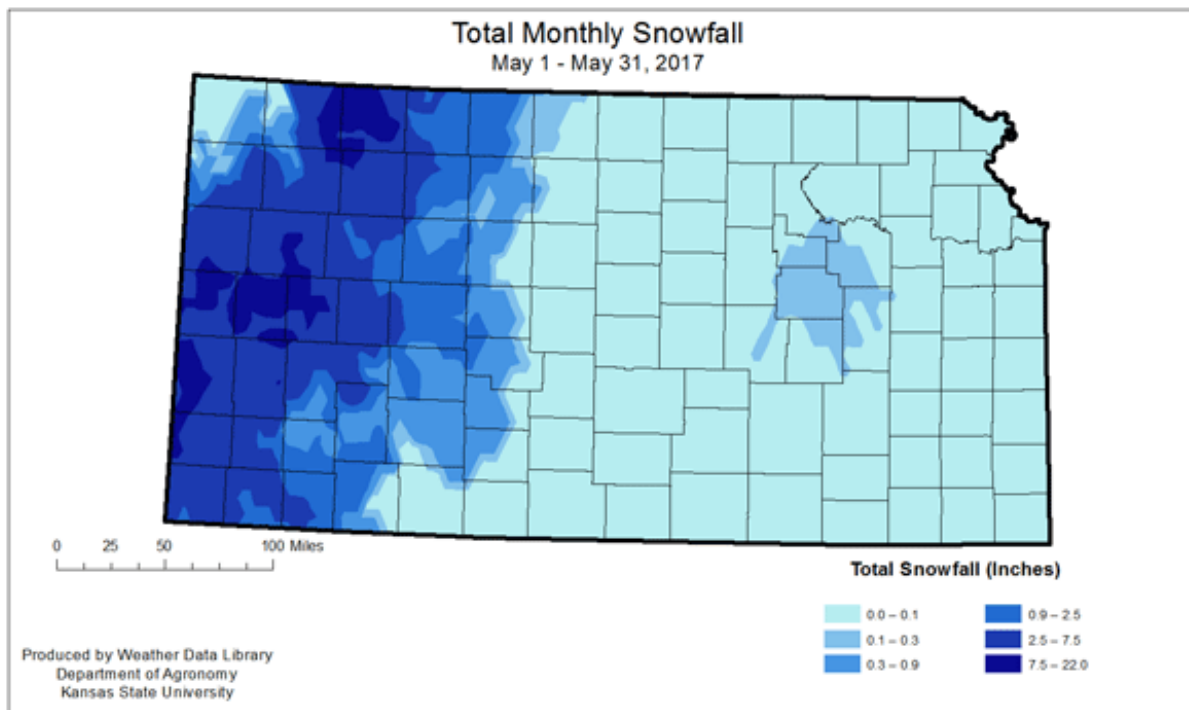 Total Monthly Snowfall
May 1 - May 31, 2017
0 25 50 100 Miles
Total Snowfall (Inches)
0.0 – 0.1 0.9 – 2.5
0.1 – 0.3 2.5 – 7.5
0.3 – 0.9 7.5 – 22.0
Produced by Weather Data Library
Department of Agronomy
Kansas State University